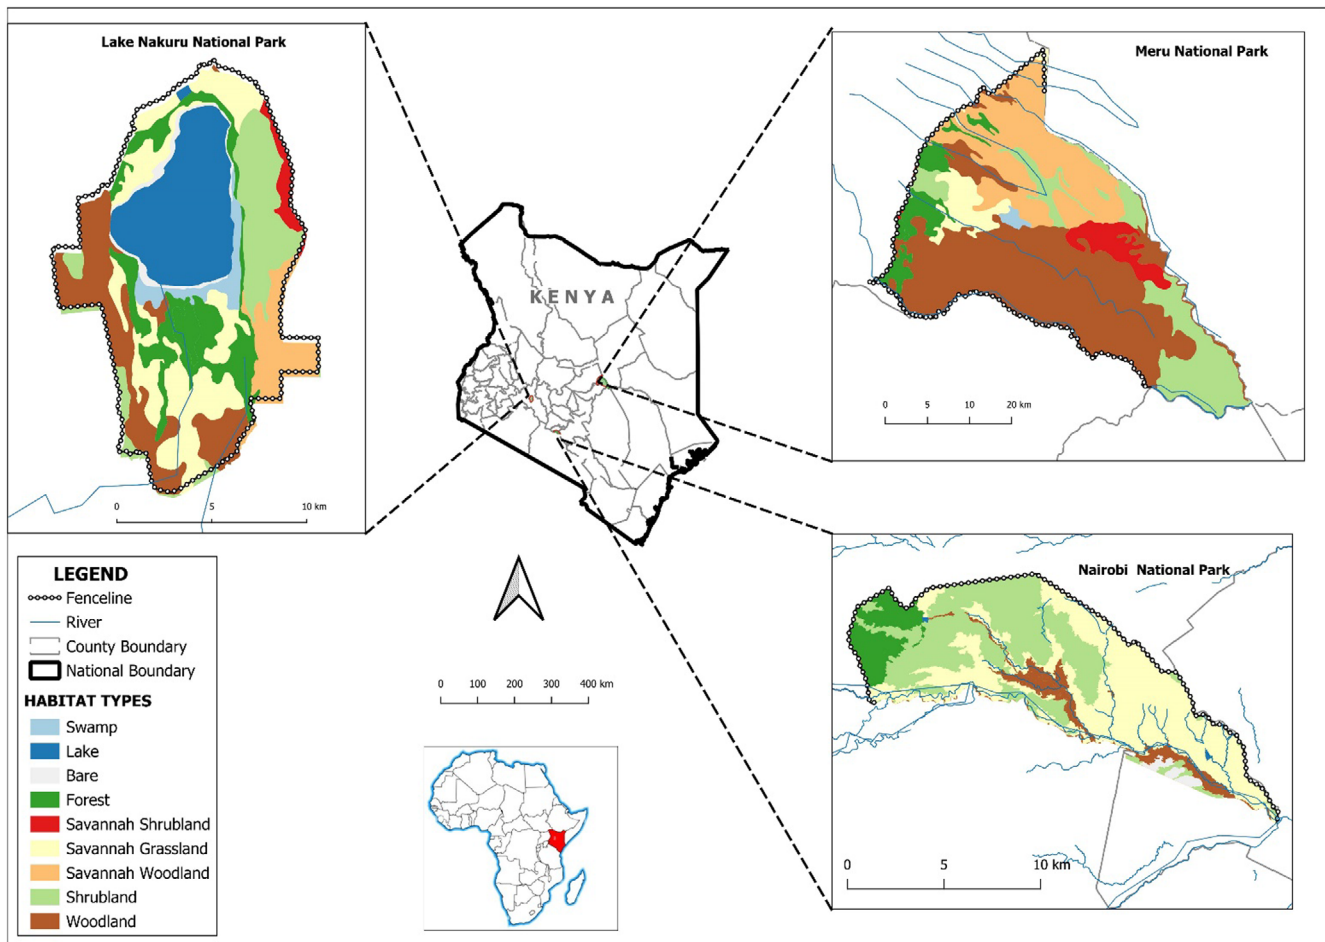 Lake Nakuru National Park
0 5 10 km
Meru National Park
0 5 10 20 km
KENYA
Nairobi National Park
0 5 10 km
LEGEND
Fenceline
River
County Boundary
National Boundary
HABITAT TYPES
Swamp
Lake
Bare
Forest
Savannah Shrubland
Savannah Grassland
Savannah Woodland
Shrubland
Woodland
0 100 200 300 400 km